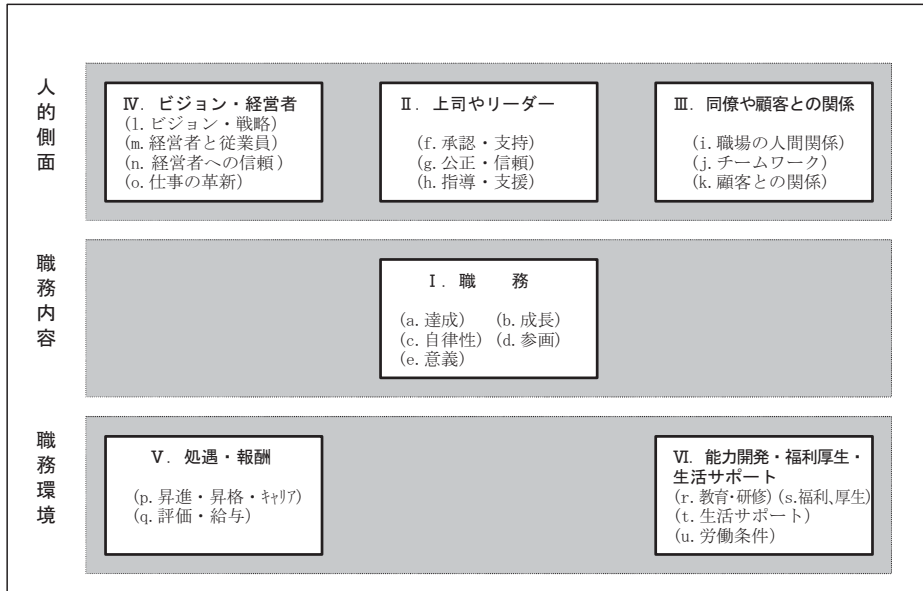 人的側面
Ⅳ. ビジョン・経営者
(l. ビジョン・戦略)
(m. 経営者と従業員)
(n. 経営者への信頼)
(o. 仕事の革新)
Ⅱ. 上司やリーダー
(f. 承認・支持)
(g. 公正・信頼)
(h. 指導・支援)
Ⅲ. 同僚や顧客との関係
(i. 職場の人間関係)
(j. チームワーク)
(k. 顧客との関係)
職務内容
Ⅰ. 職　務
(a. 達成) (b. 成長)
(c. 自律性) (d. 参画)
(e. 意義)
職務環境
Ⅴ. 処遇・報酬
(p. 昇進・昇格・ｷｬﾘｱ)
(q. 評価・給与)
Ⅵ. 能力開発・福利厚生・
生活サポート
(r. 教育・研修) (s.福利、厚生)
(t. 生活サポート)
(u. 労働条件)